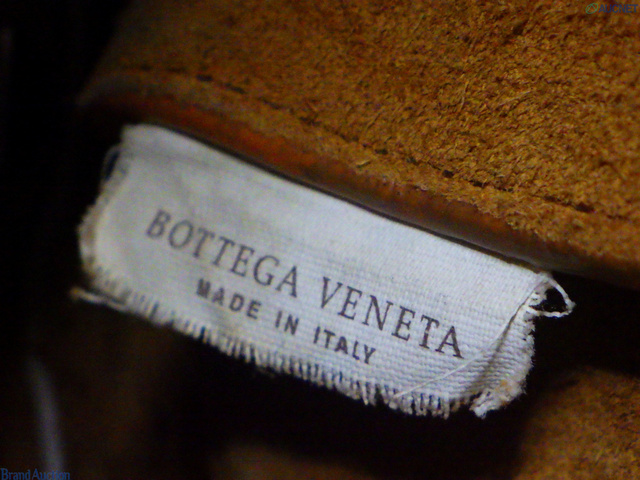 BOTTEGA VENETA
MADE IN ITALY
BrandAuction